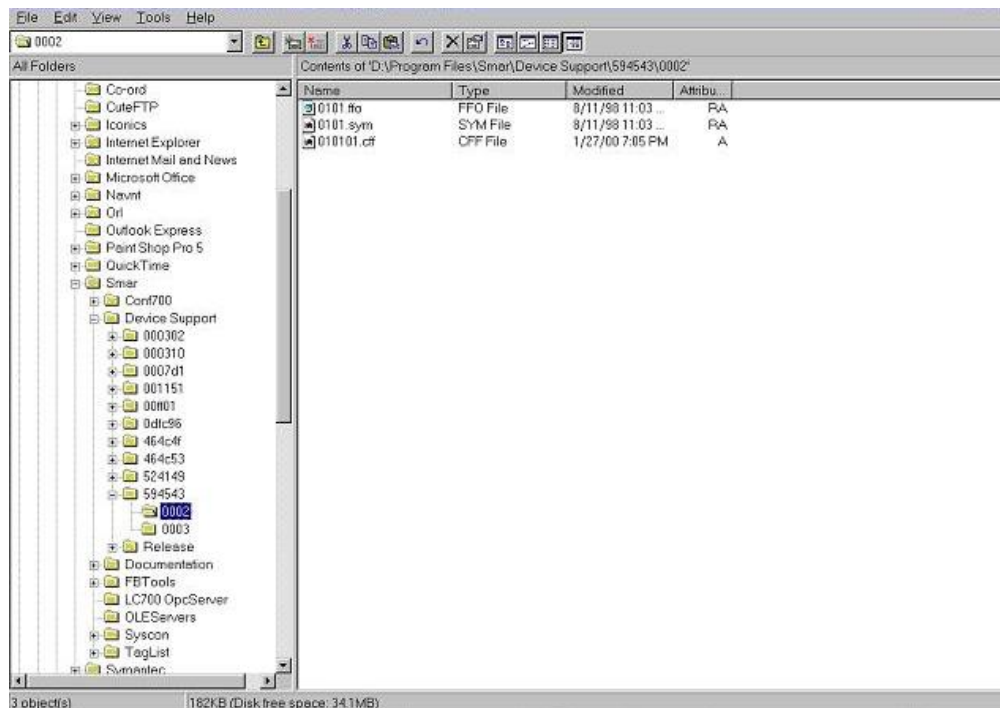 File Edit View Tools Help
0002
All Folders
Contents of 'D:\Program Files\Smar\Device Support\594543\0002'
Name Type Modified Attribu...
0101.ffo FFO File 8/11/98 11:03 ... RA
0101.sym SYM File 8/11/98 11:03 ... RA
010101.cff CFF File 1/27/00 7:05 PM A
Co-ord
CuteFTP
Iconics
Internet Explorer
Internet Mail and News
Microsoft Office
Navnt
Orl
Outlook Express
Paint Shop Pro 5
QuickTime
Smar
Conf700
Device Support
000302
000310
0007d1
001151
00ff01
0dfc96
464c4f
464c53
524149
594543
0002
0003
Release
Documentation
FBTools
LC700 OpcServer
OLEServers
Syscon
TagList
Symantec
3 object(s) 182KB (Disk free space: 34.1MB)